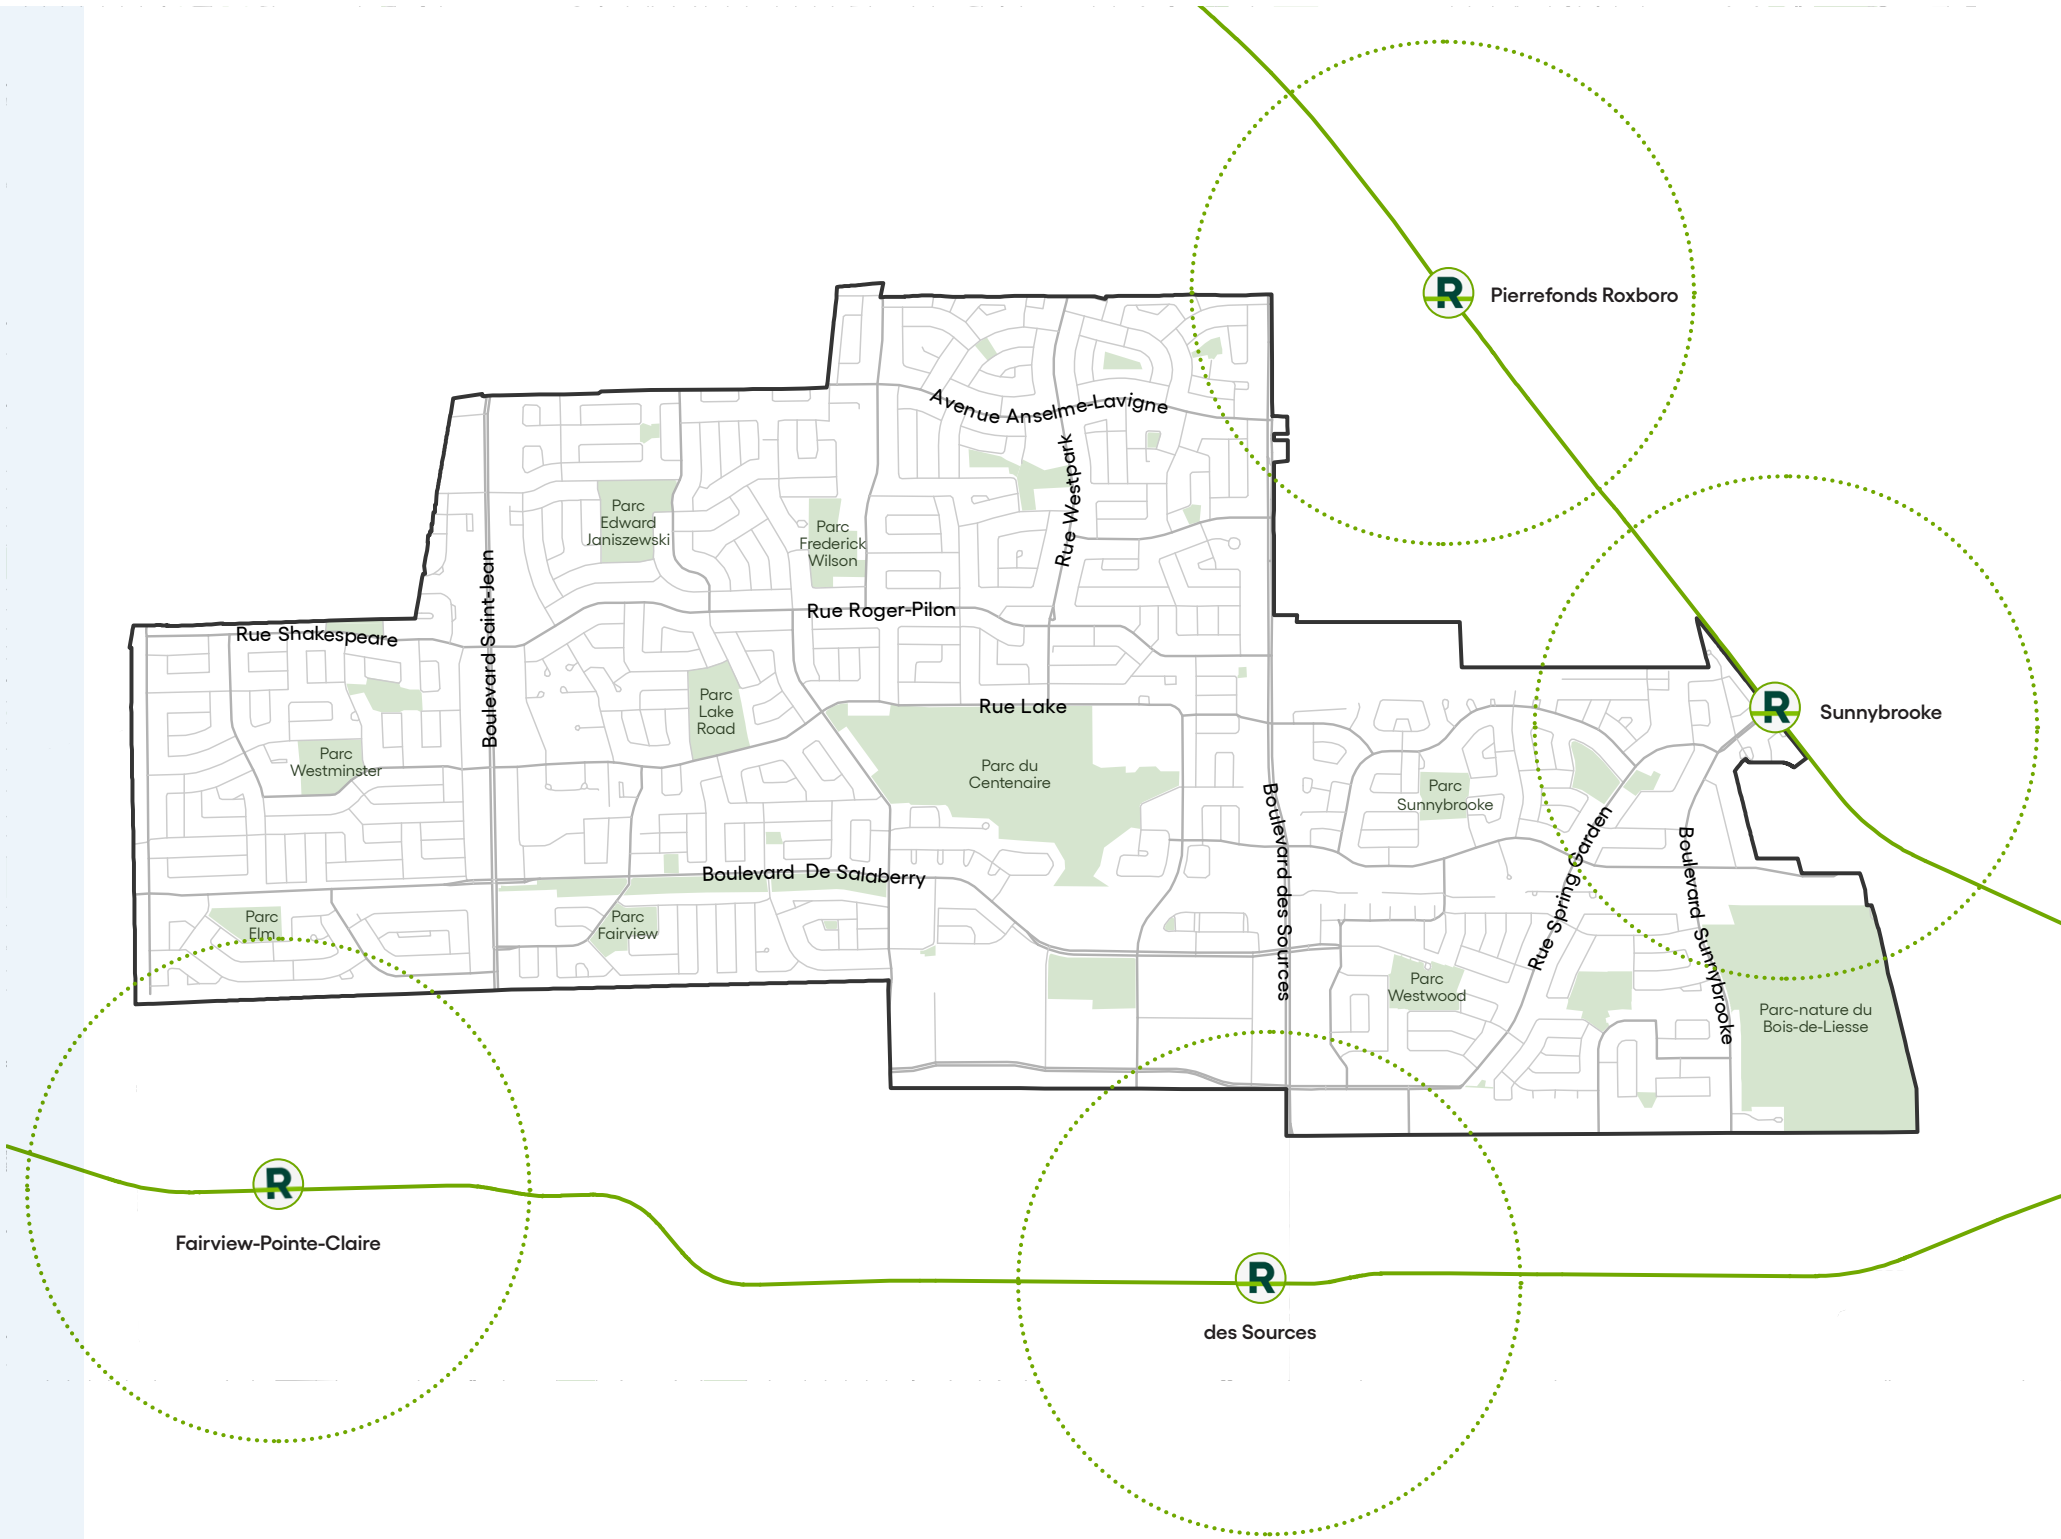 R
Pierrefonds Roxboro
Avenue Anselme-Lavigne
Rue Westpark
Parc
Edward
Janiszewski
Parc
Frederick
Wilson
Boulevard Saint-Jean
Rue Roger-Pilon
Rue Shakespeare
Parc
Lake
Road
Rue Lake
R
Sunnybrooke
Parc
Westminster
Parc du
Centenaire
Parc
Sunnybrooke
Boulevard des Sources
Rue Spring Garden
Boulevard Sunnybrooke
Boulevard De Salaberry
Parc
Elm
Parc
Fairview
Parc
Westwood
Parc-nature du
Bois-de-Liesse
R
Fairview-Pointe-Claire
R
des Sources